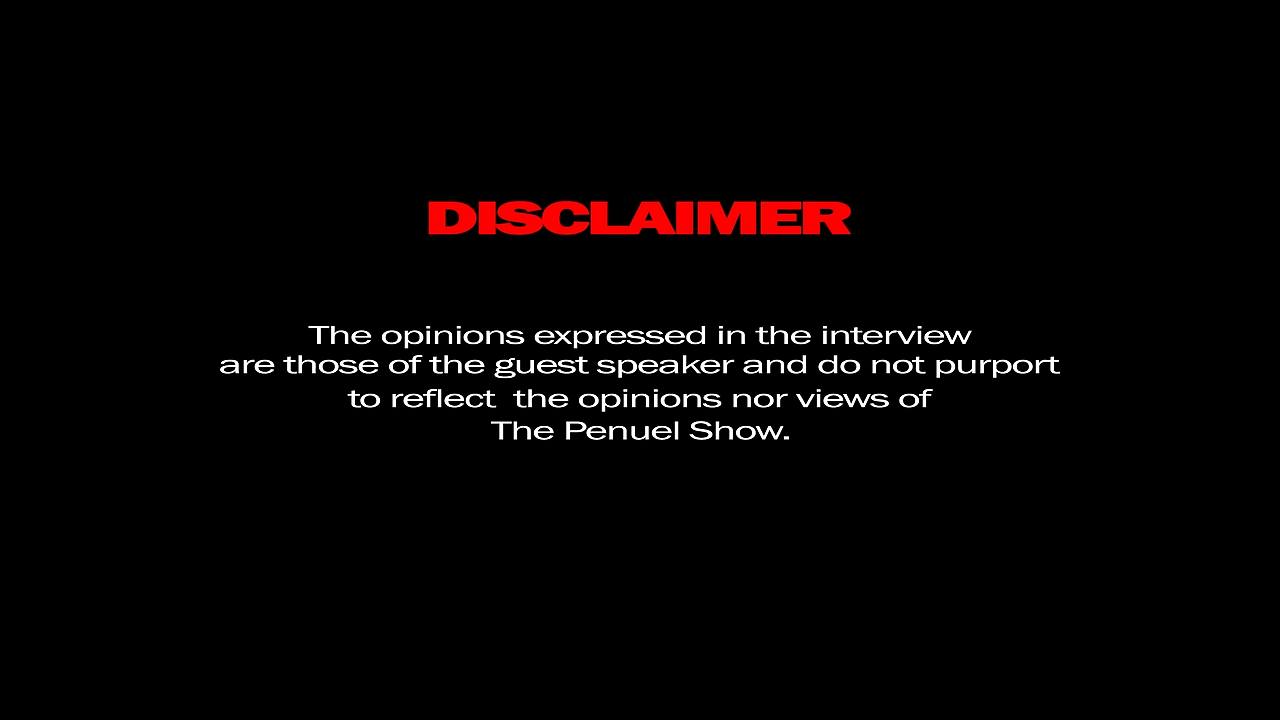 DISCLAIMER
The opinions expressed in the interview
are those of the guest speaker and do not purport
to reflect  the opinions nor views of
The Penuel Show.